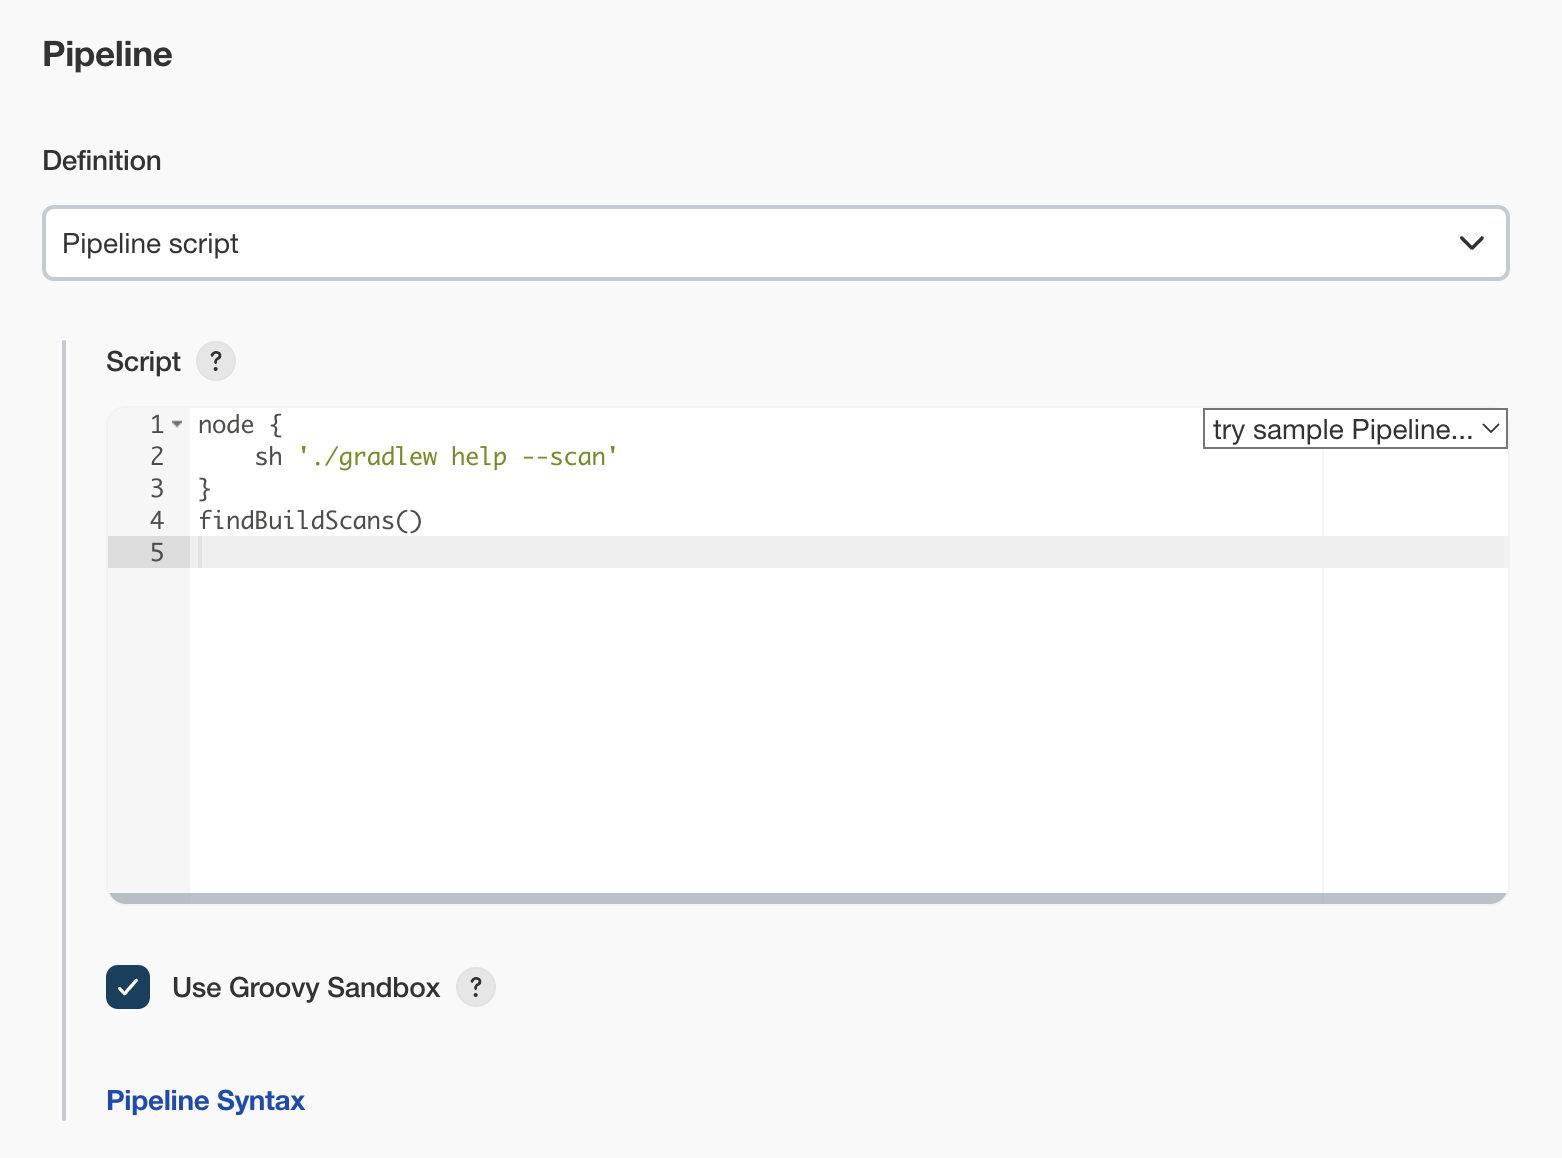 Pipeline
Definition
Pipeline script
Script ?
try sample Pipeline...
1 node {
2     sh './gradlew help --scan'
3 }
4 findBuildScans()
5
Use Groovy Sandbox ?
Pipeline Syntax